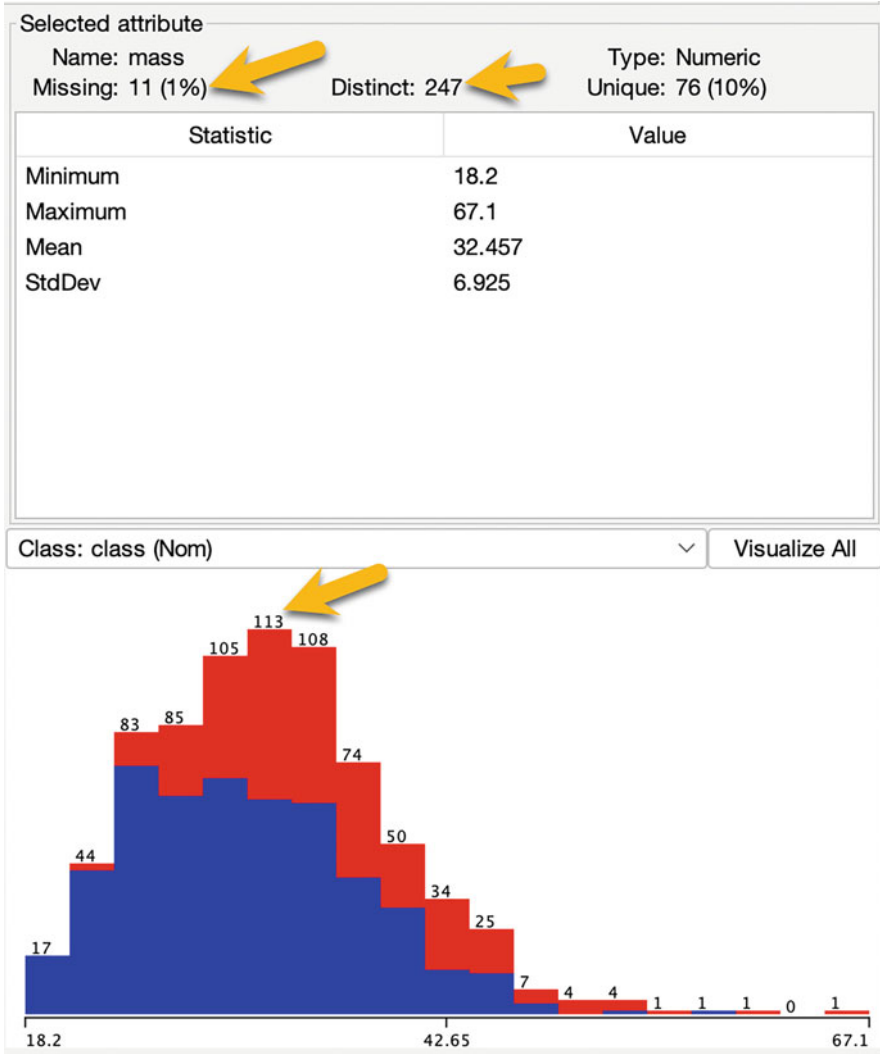 Selected attribute
Name: mass Type: Numeric
Missing: 11 (1%) Distinct: 247 Unique: 76 (10%)
Statistic Value
Minimum 18.2
Maximum 67.1
Mean 32.457
StdDev 6.925
Class: class (Nom) Visualize All
17 44 83 85 105 113 108 74 50 34 25 7 4 4 1 1 1 0 1
18.2 42.65 67.1